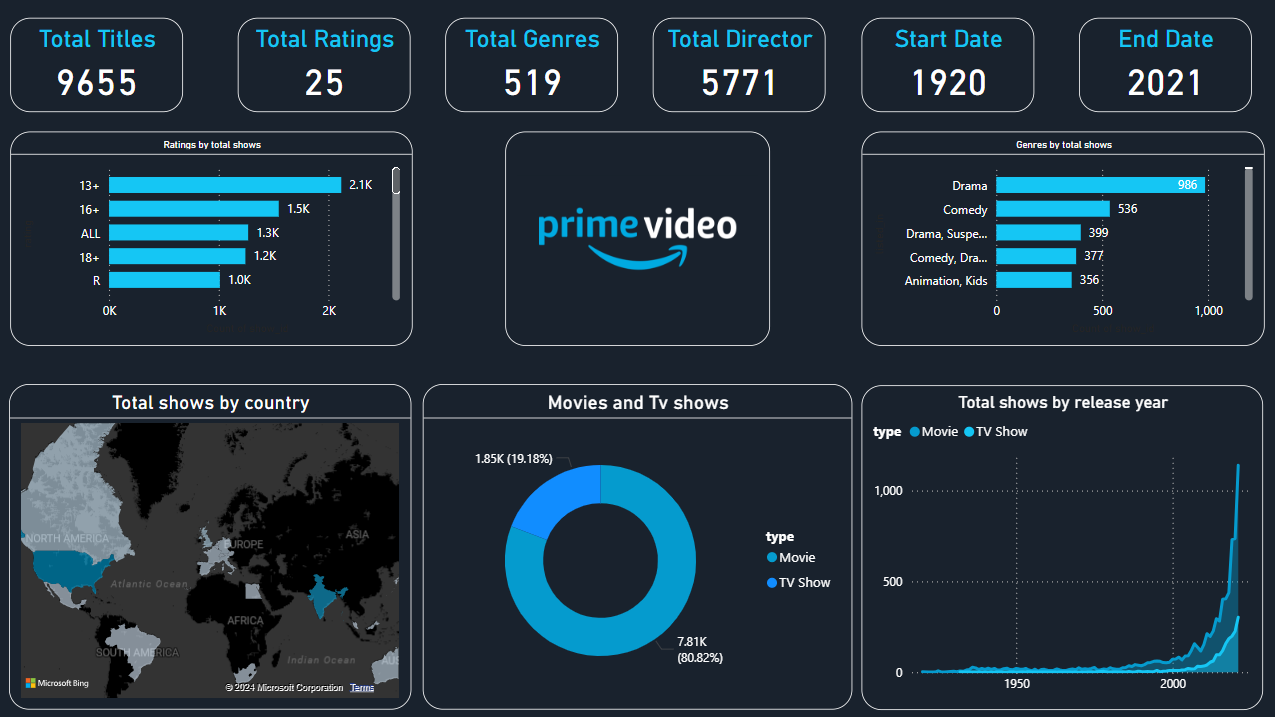 Total Titles
9655
Total Ratings
25
Total Genres
519
Total Director
5771
Start Date
1920
End Date
2021
Ratings by total shows
13+ 2.1K
16+ 1.5K
ALL 1.3K
18+ 1.2K
R 1.0K
0K 1K 2K
prime video
Genres by total shows
Drama 986
Comedy 536
Drama, Suspe... 399
Comedy, Dra... 377
Animation, Kids 356
0 500 1,000
Total shows by country
NORTH AMERICA
EUROPE
ASIA
Atlantic Ocean
AFRICA
SOUTH AMERICA
Indian Ocean
AUS
Microsoft Bing
© 2024 Microsoft Corporation Terms
Movies and Tv shows
1.85K (19.18%)
type
Movie
TV Show
7.81K
(80.82%)
Total shows by release year
type Movie TV Show
1,000
500
0
1950 2000